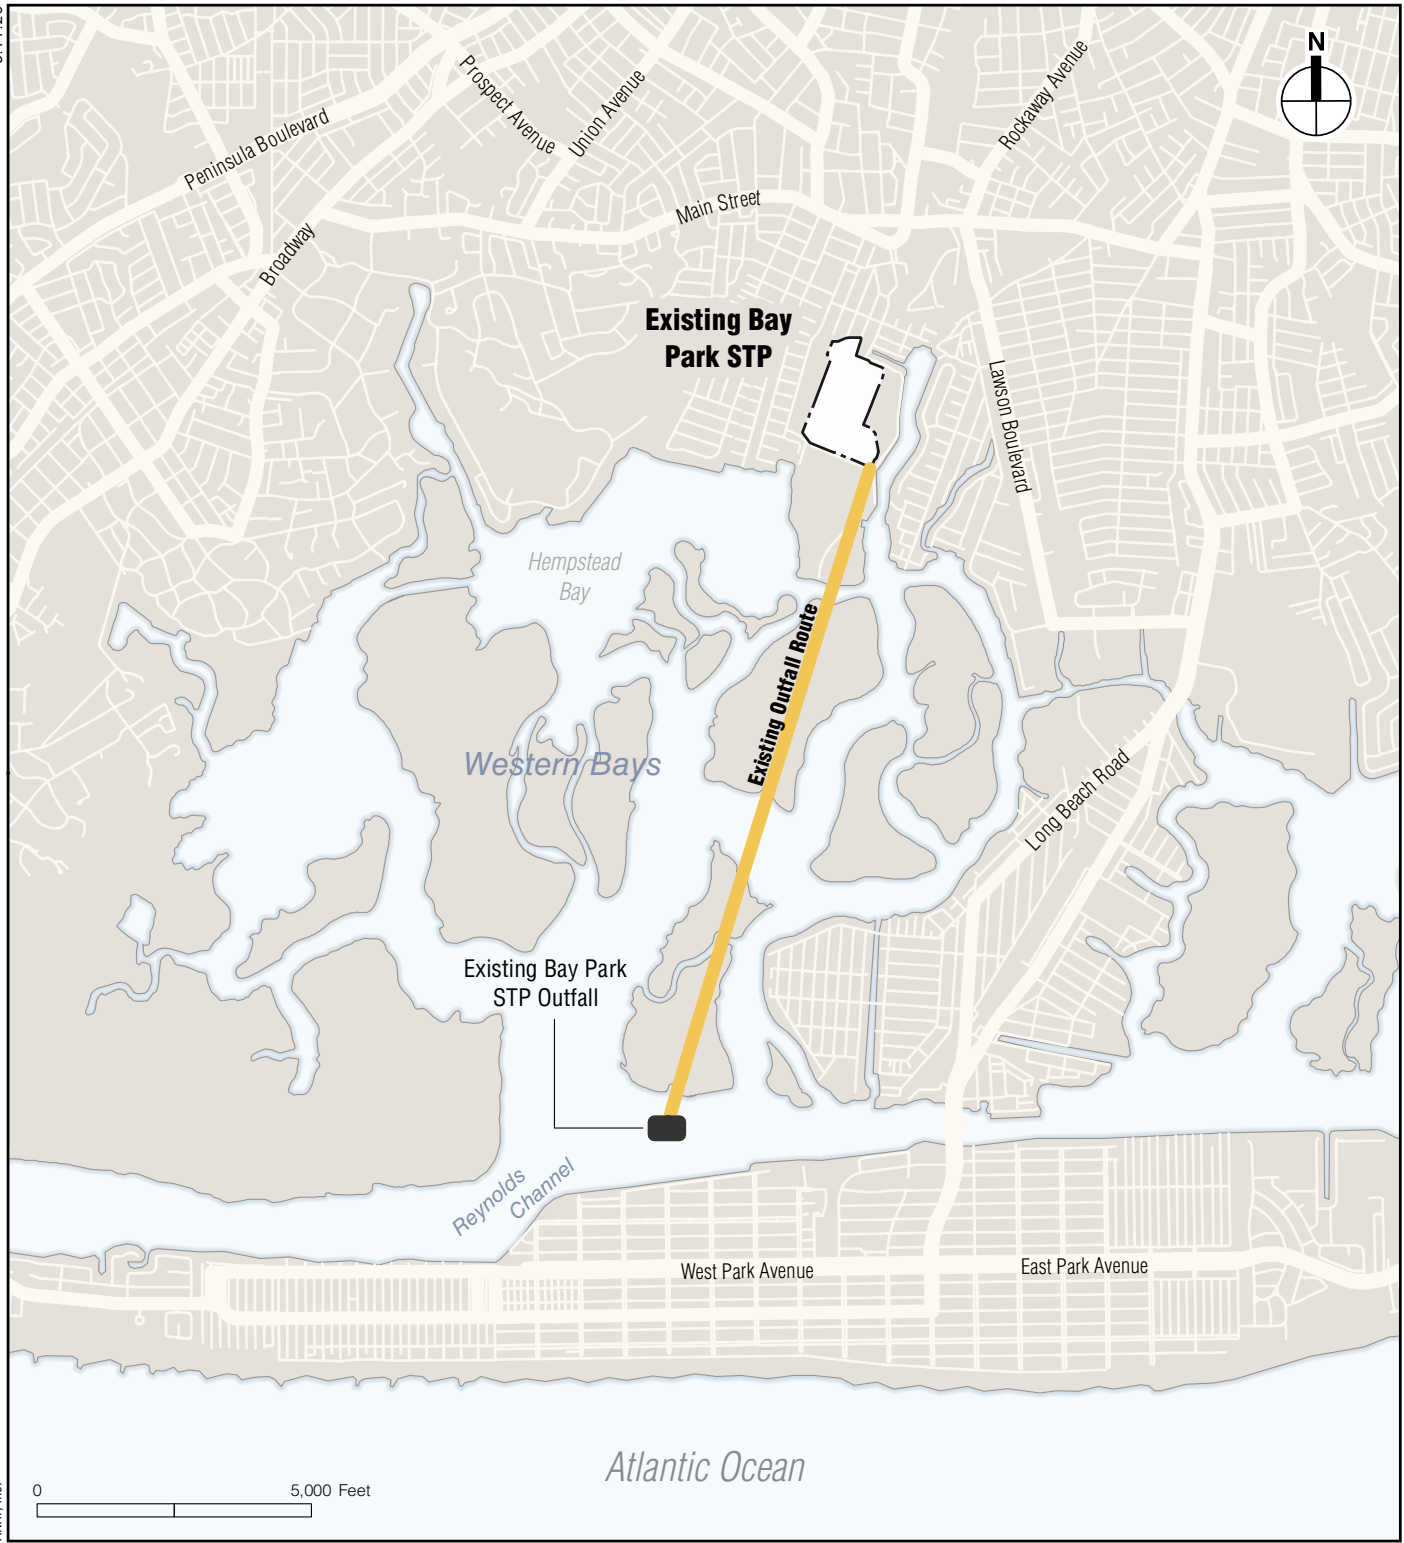 N
Prospect Avenue
Union Avenue
Rockaway Avenue
Peninsula Boulevard
Main Street
Broadway
Existing Bay
Park STP
Lawson Boulevard
Hempstead
Bay
Existing Outfall Route
Western Bays
Long Beach Road
Existing Bay Park
STP Outfall
Reynolds
Channel
West Park Avenue
East Park Avenue
Atlantic Ocean
0
5,000 Feet